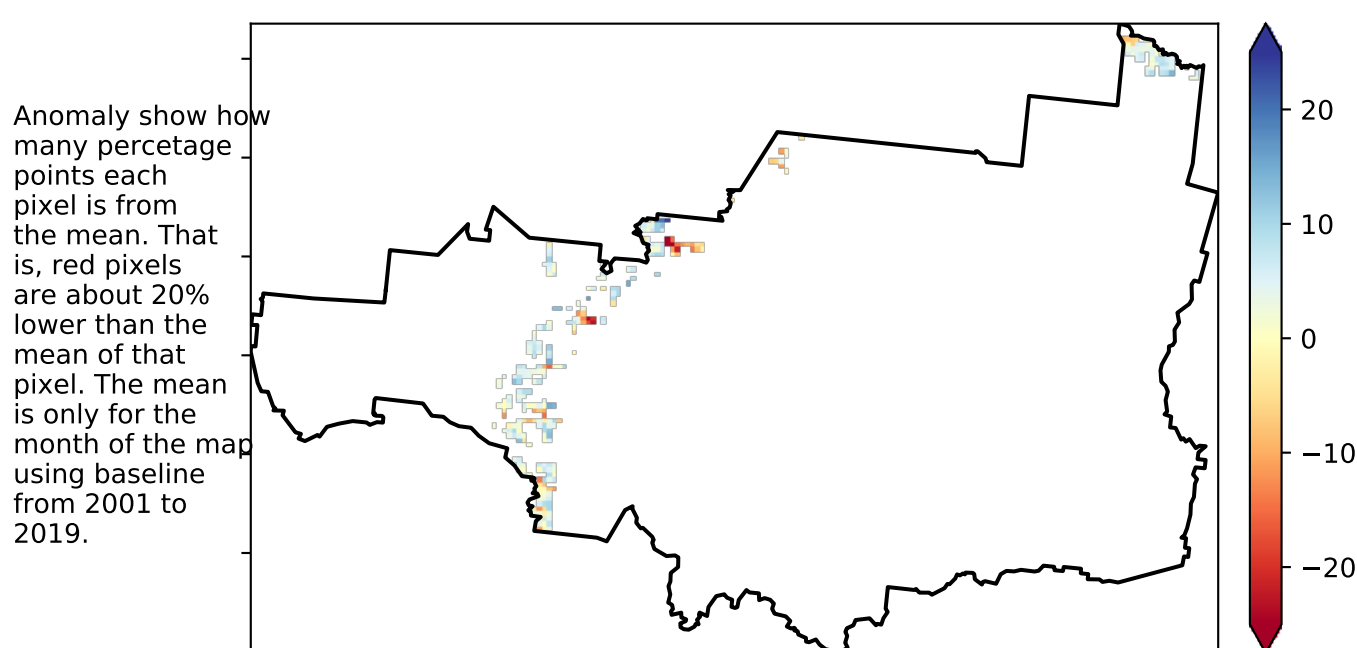 Anomaly show how
many percetage
points each
pixel is from
the mean. That
is, red pixels
are about 20%
lower than the
mean of that
pixel. The mean
is only for the
month of the map
using baseline
from 2001 to
2019.
20
10
0
−10
−20